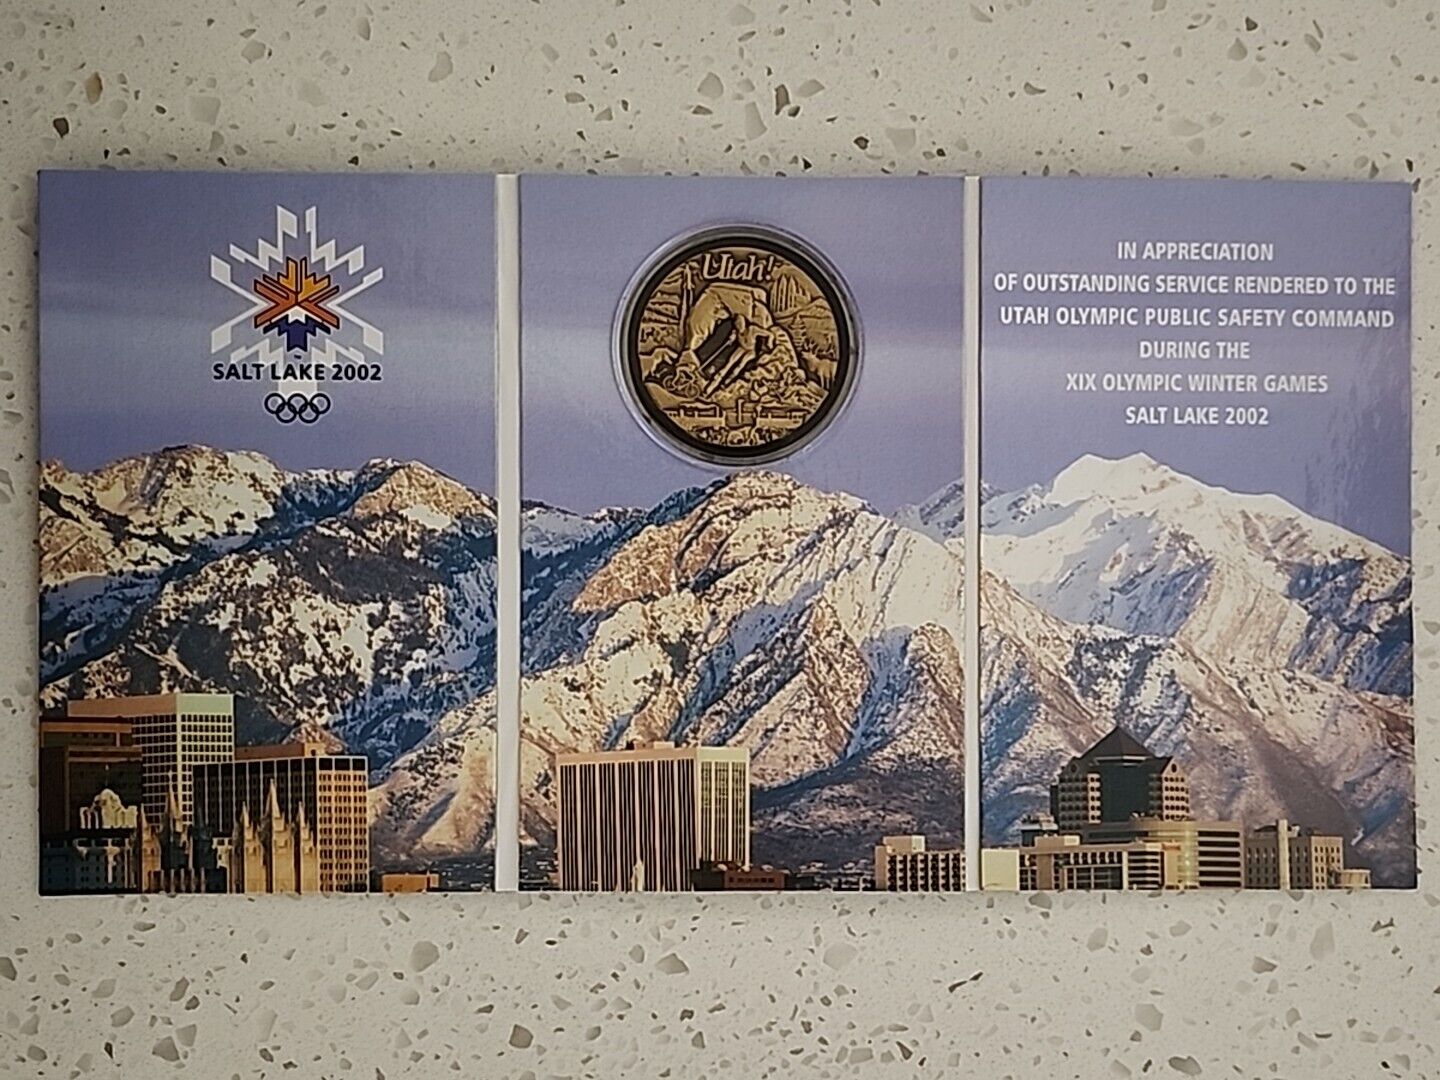 SALT LAKE 2002
Utah!
IN APPRECIATION
OF OUTSTANDING SERVICE RENDERED TO THE
UTAH OLYMPIC PUBLIC SAFETY COMMAND
DURING THE
XIX OLYMPIC WINTER GAMES
SALT LAKE 2002